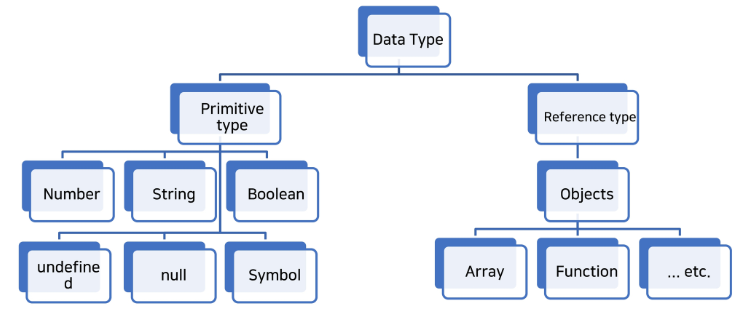 Data Type
Primitive
type
Reference type
Number
String
Boolean
Objects
undefine
d
null
Symbol
Array
Function
... etc.